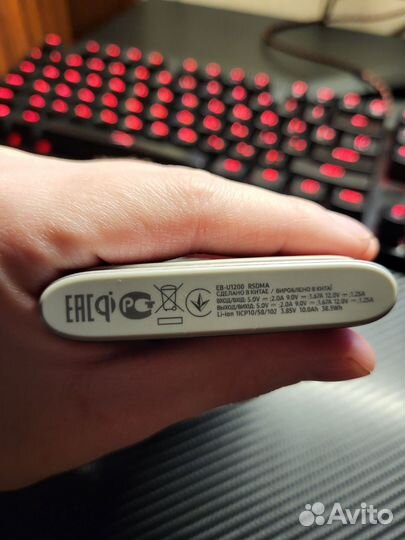 EAC
EB-U1200 RSDMA
СДЕЛАНО В КИТАЕ / ВИРОБЛЕНО В КИТАЇ
ВХОД/ВХІД: 5.0V ⎓2.0A 9.0V ⎓1.67A 12.0V ⎓1.25A
ВЫХОД/ВИХІД: 5.0V ⎓2.0A 9.0V ⎓1.67A 12.0V ⎓1.25A
Li-ion 1ICP10/58/102 3.85V 10.0Ah 38.5Wh
Avito